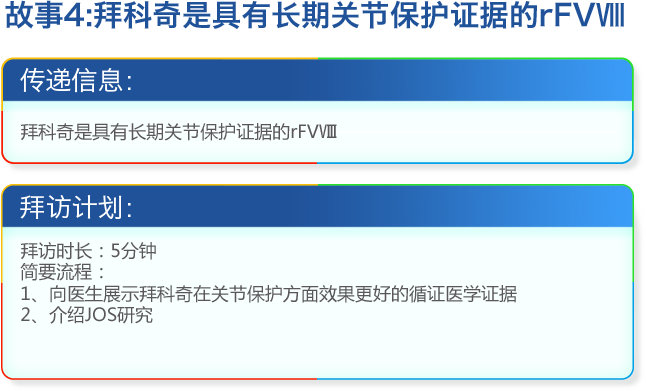 故事4:拜科奇是具有长期关节保护证据的rFVⅧ
传递信息:
拜科奇是具有长期关节保护证据的rFVⅧ
拜访计划:
拜访时长：5分钟
简要流程：
1、向医生展示拜科奇在关节保护方面效果更好的循证医学证据
2、介绍JOS研究